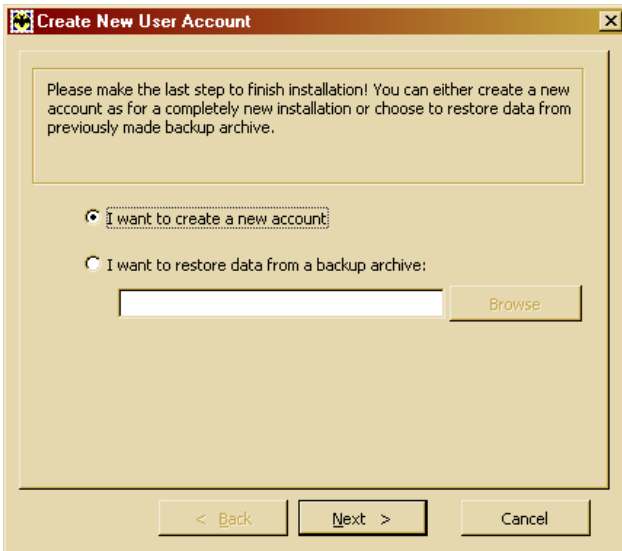 Create New User Account
Please make the last step to finish installation! You can either create a new
account as for a completely new installation or choose to restore data from
previously made backup archive.
I want to create a new account
I want to restore data from a backup archive:
Browse
< Back
Next >
Cancel